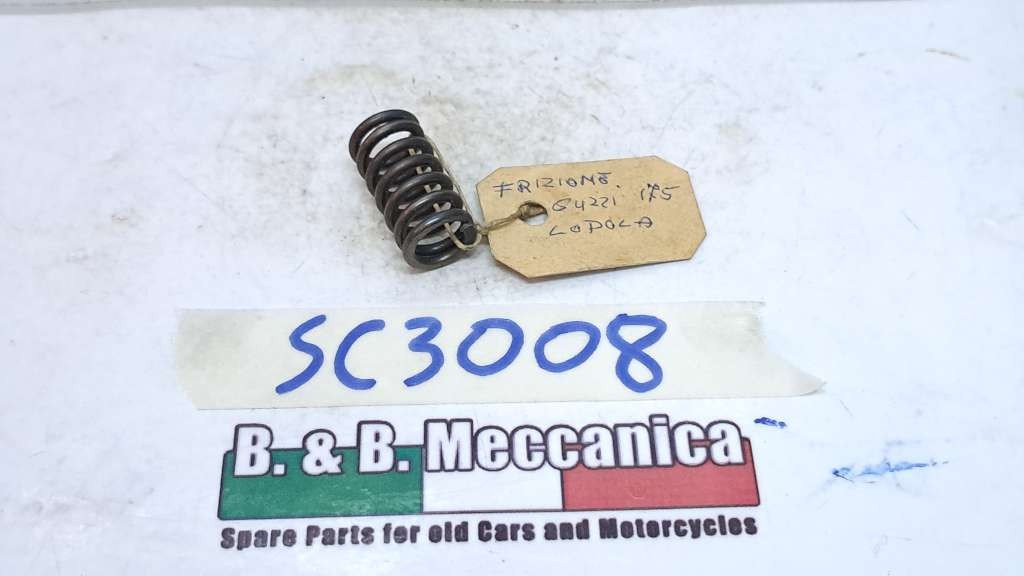 FRIZIONE.
GUZZI 175
LODOLA
SC3008
B. & B. Meccanica
Spare Parts for old Cars and Motorcycles